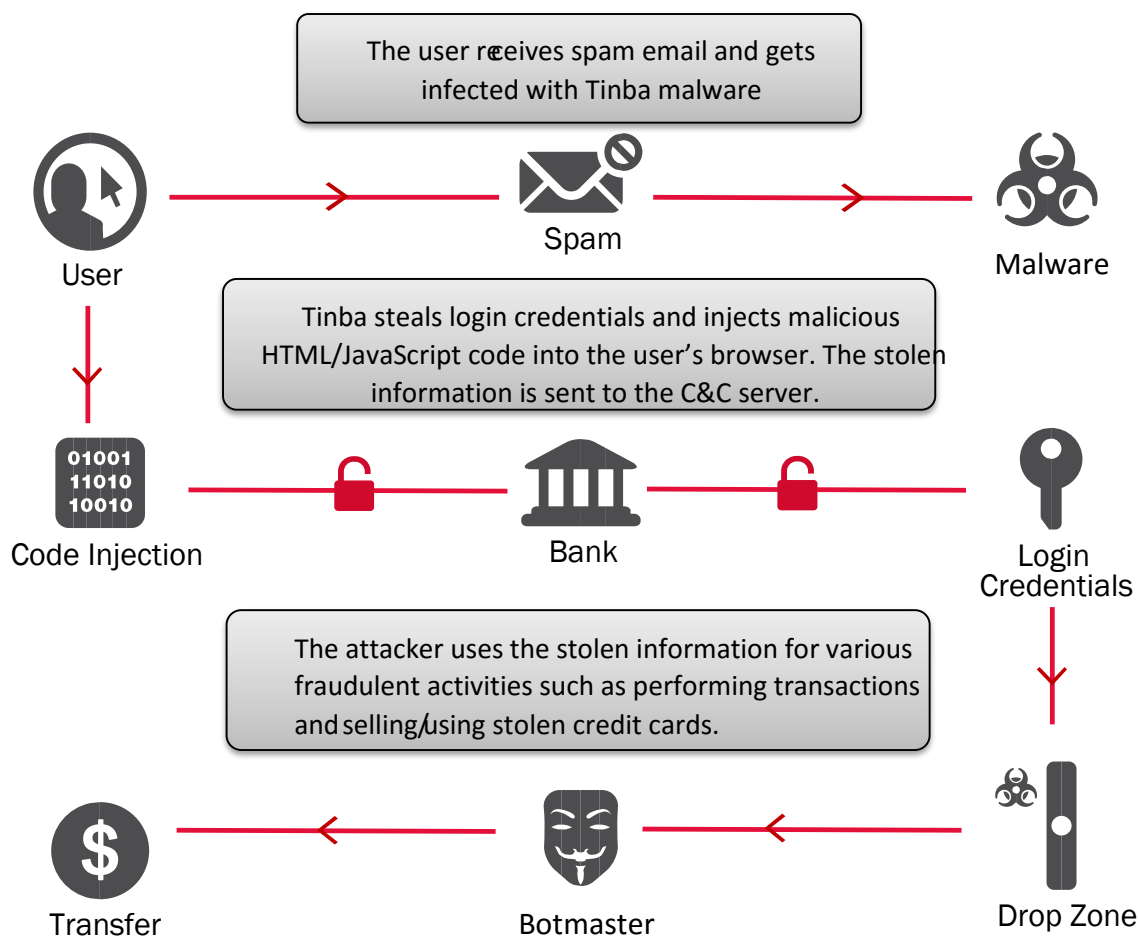 The user receives spam email and gets
infected with Tinba malware
User
Spam
Malware
Tinba steals login credentials and injects malicious
HTML/JavaScript code into the user’s browser. The stolen
information is sent to the C&C server.
01001
11010
10010
Code Injection
Bank
Login
Credentials
The attacker uses the stolen information for various
fraudulent activities such as performing transactions
and selling/using stolen credit cards.
$
Transfer
Botmaster
Drop Zone